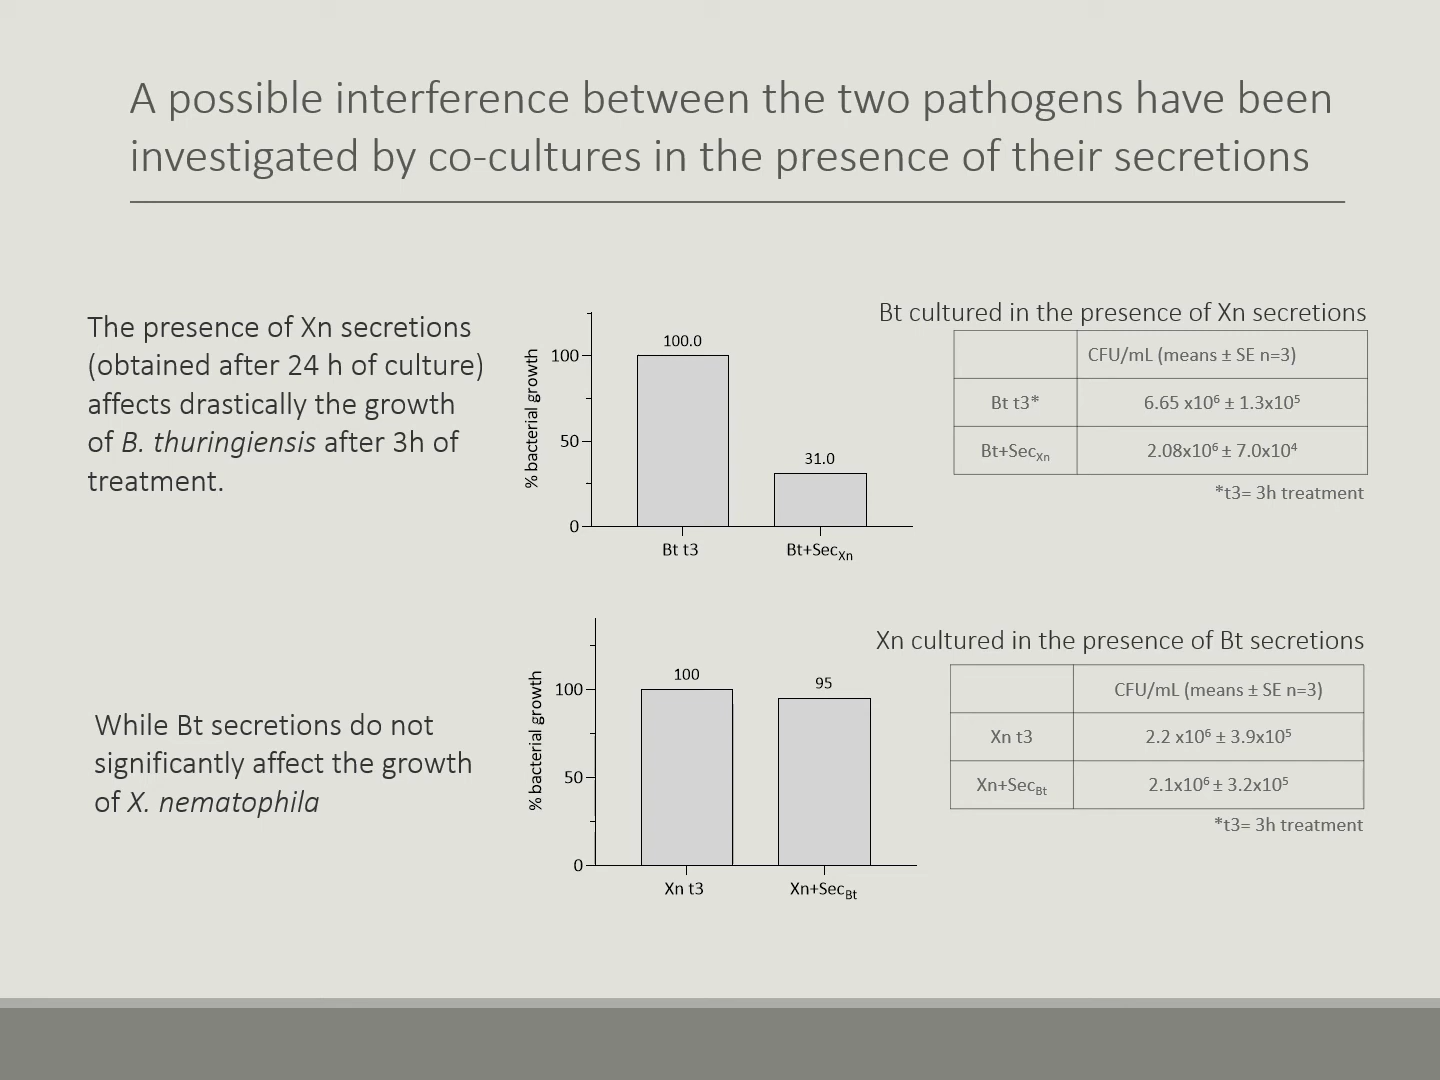 A possible interference between the two pathogens have been
investigated by co-cultures in the presence of their secretions
The presence of Xn secretions
(obtained after 24 h of culture)
affects drastically the growth
of B. thuringiensis after 3h of
treatment.
% bacterial growth
100
50
0
100.0
31.0
Bt t3
Bt+SecXn
Bt cultured in the presence of Xn secretions
CFU/mL (means ± SE n=3)
Bt t3* 6.65 x10⁶ ± 1.3x10⁵
Bt+SecXn 2.08x10⁶ ± 7.0x10⁴
*t3= 3h treatment
While Bt secretions do not
significantly affect the growth
of X. nematophila
% bacterial growth
100
50
0
100
95
Xn t3
Xn+SecBt
Xn cultured in the presence of Bt secretions
CFU/mL (means ± SE n=3)
Xn t3 2.2 x10⁶ ± 3.9x10⁵
Xn+SecBt 2.1x10⁶ ± 3.2x10⁵
*t3= 3h treatment